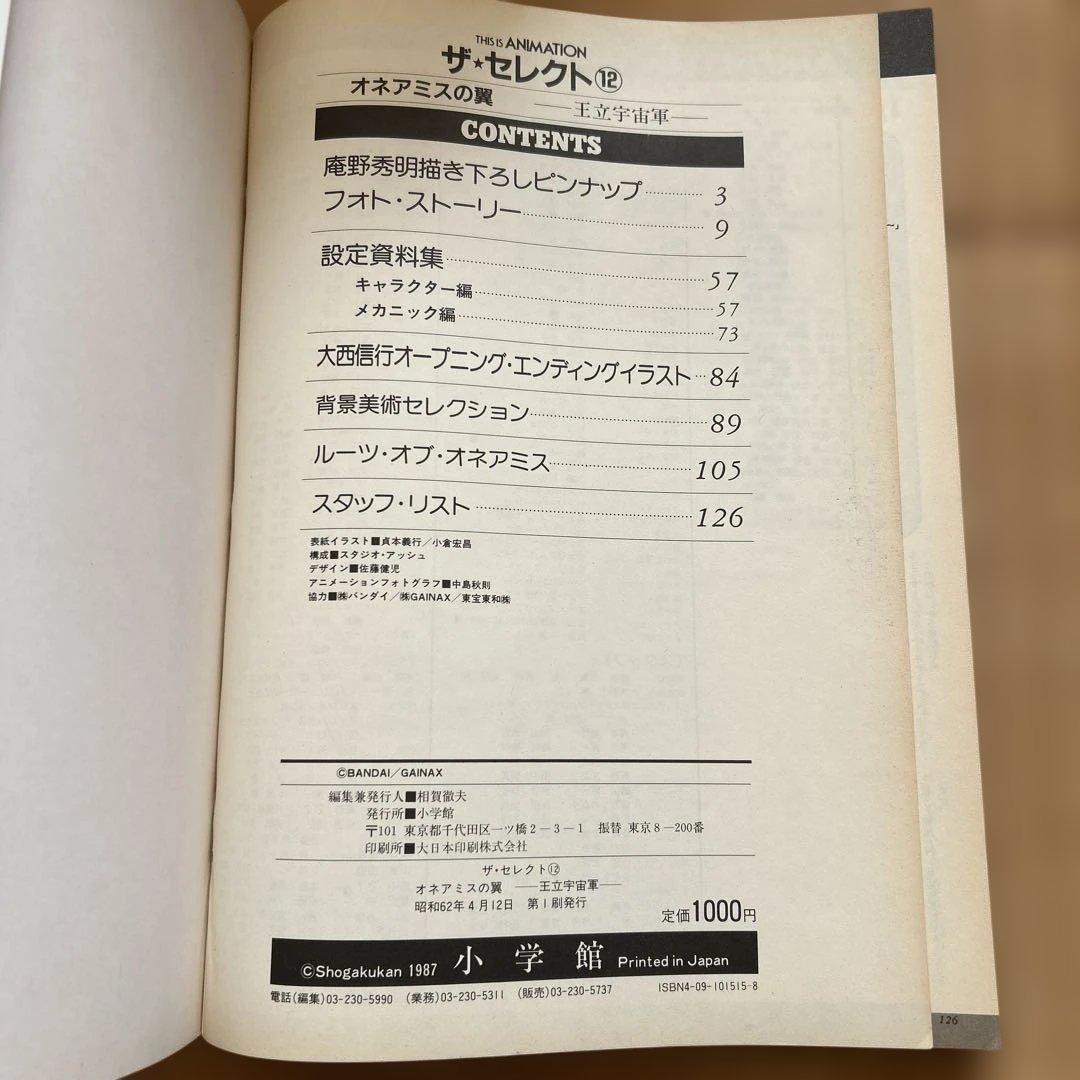 THIS IS ANIMATION
ザ★セレクト⑫
オネアミスの翼 ──王立宇宙軍──
CONTENTS
庵野秀明描き下ろしピンナップ………… 3
フォト・ストーリー………… 9
設定資料集………… 57
キャラクター編………… 57
メカニック編………… 73
大西信行オープニング・エンディングイラスト… 84
背景美術セレクション………… 89
ルーツ・オブ・オネアミス………… 105
スタッフ・リスト………… 126
表紙イラスト■貞本義行／小倉宏昌
構成■スタジオ・アッシュ
デザイン■佐藤健児
アニメーションフォトグラフ■中島秋則
協力■㈱バンダイ／㈱GAINAX／東宝東和㈱
©BANDAI／GAINAX
編集兼発行人■相賀徹夫
発行所■小学館
〒101 東京都千代田区一ツ橋2－3－1 振替 東京8－200番
印刷所■大日本印刷株式会社
ザ・セレクト⑫
オネアミスの翼 ──王立宇宙軍──
昭和62年4月12日 第1刷発行
定価1000円
©Shogakukan 1987 小学館 Printed in Japan
電話(編集)03-230-5990 (業務)03-230-5311 (販売)03-230-5737
ISBN4-09-101515-8
～」
126